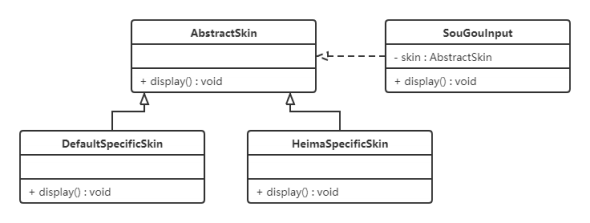 AbstractSkin
+ display() : void
SouGouInput
- skin : AbstractSkin
+ display() : void
DefaultSpecificSkin
+ display() : void
HeimaSpecificSkin
+ display() : void